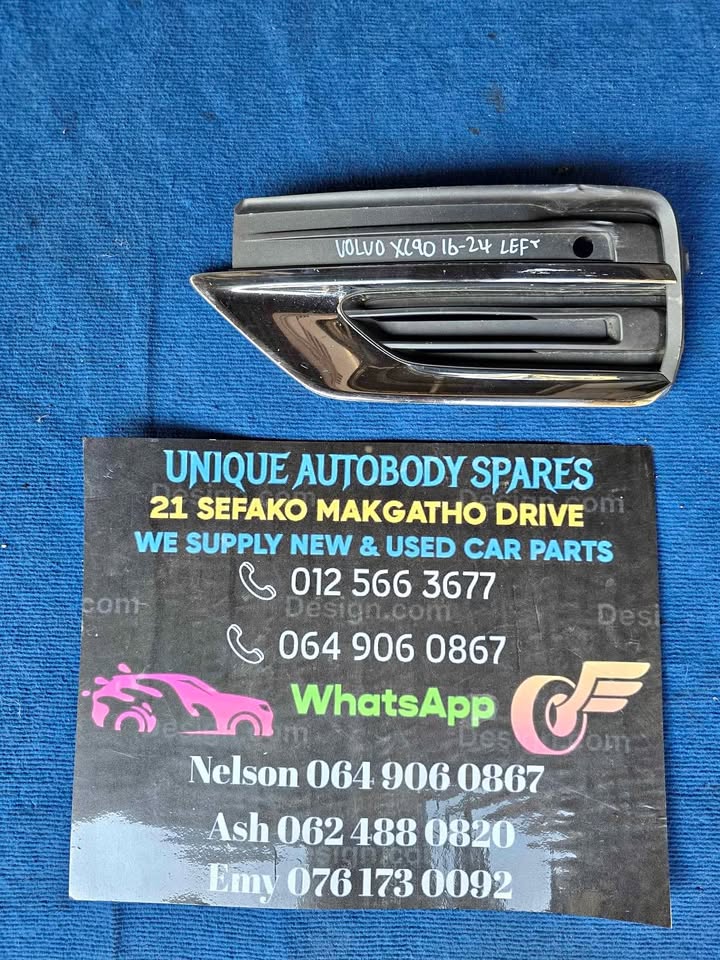 VOLVO XC90 16-24 LEFT
UNIQUE AUTOBODY SPARES
21 SEFAKO MAKGATHO DRIVE
WE SUPPLY NEW & USED CAR PARTS
012 566 3677
064 906 0867
WhatsApp
Nelson 064 906 0867
Ash 062 488 0820
Emy 076 173 0092